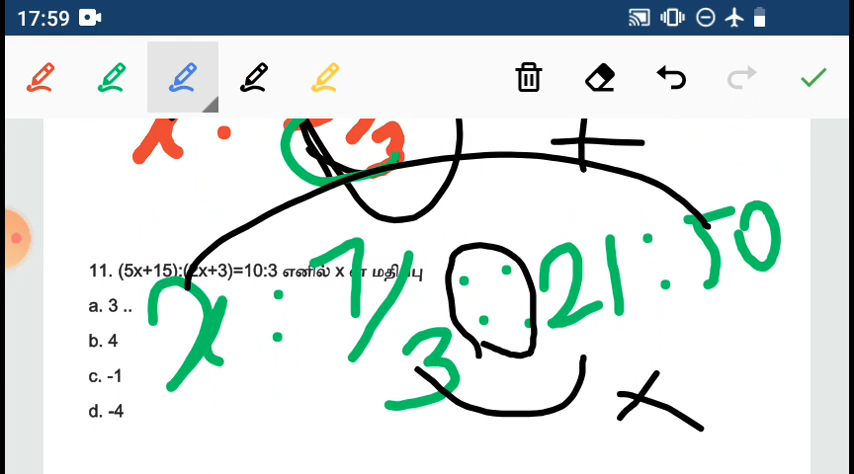 17:59
x : 3
x : 7/3 :: 21 : 50
11. (5x+15):(2x+3)=10:3 எனில் x ன் மதிப்பு
a. 3 ..
b. 4
c. -1
d. -4
x